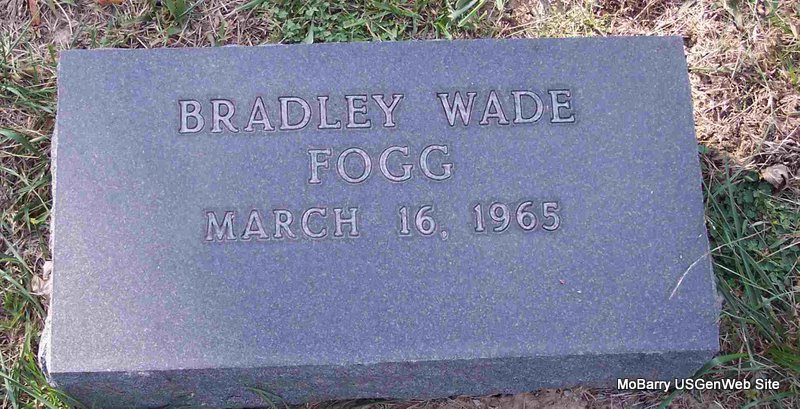 BRADLEY WADE
FOGG
MARCH 16, 1965
MoBarry USGenWeb Site